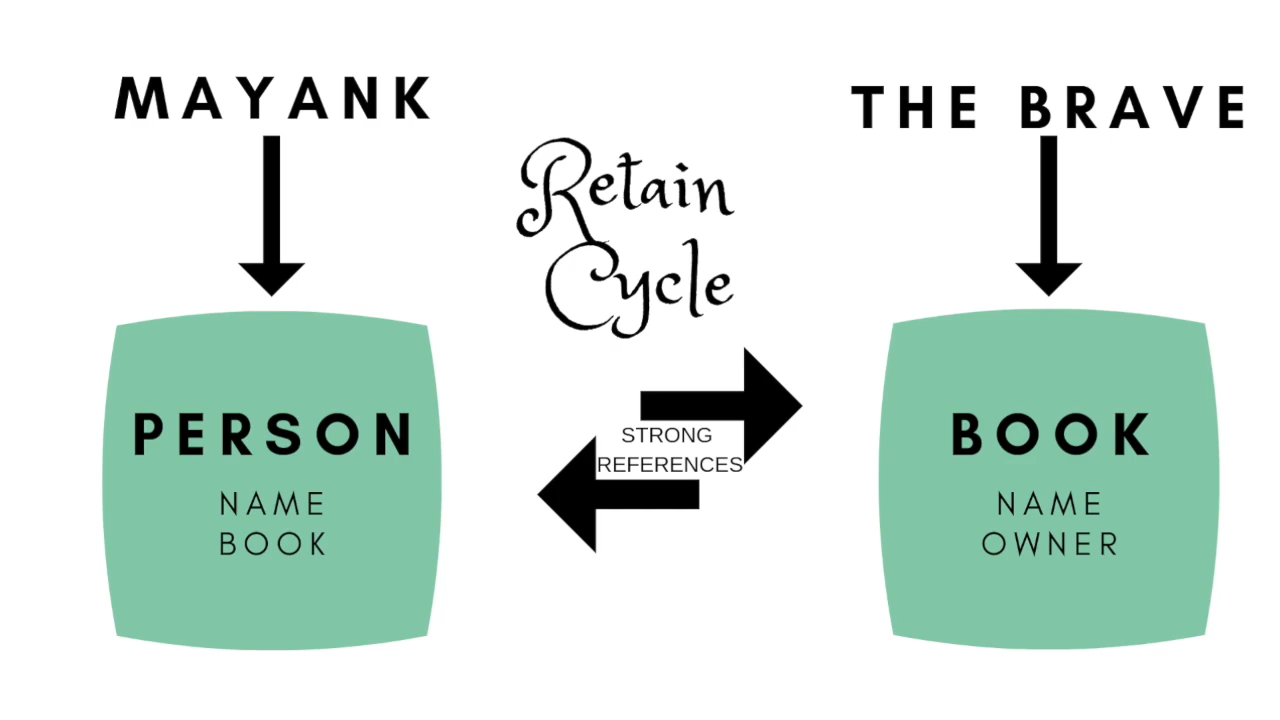 MAYANK
THE BRAVE
Retain
Cycle
STRONG
REFERENCES
PERSON
NAME
BOOK
BOOK
NAME
OWNER